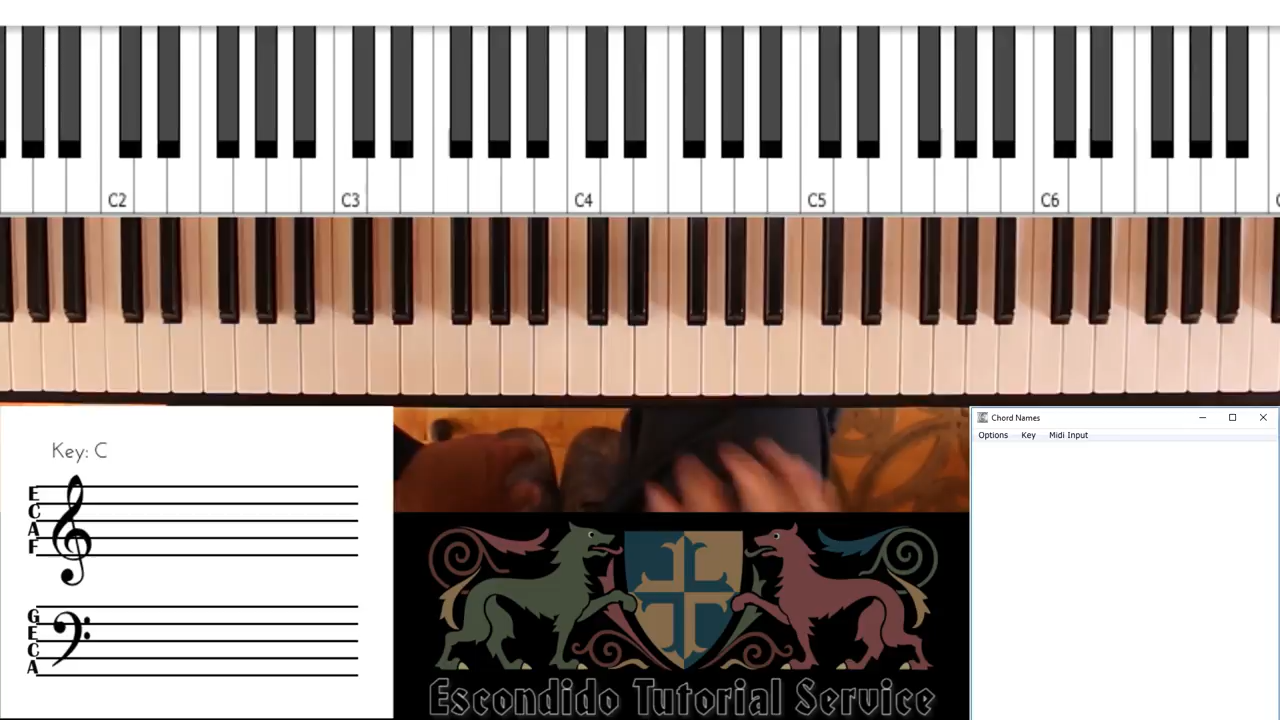 C2 C3 C4 C5 C6
Key: C
E
C
A
F
G
E
C
A
Chord Names
Options Key Midi Input
Escondido Tutorial Service